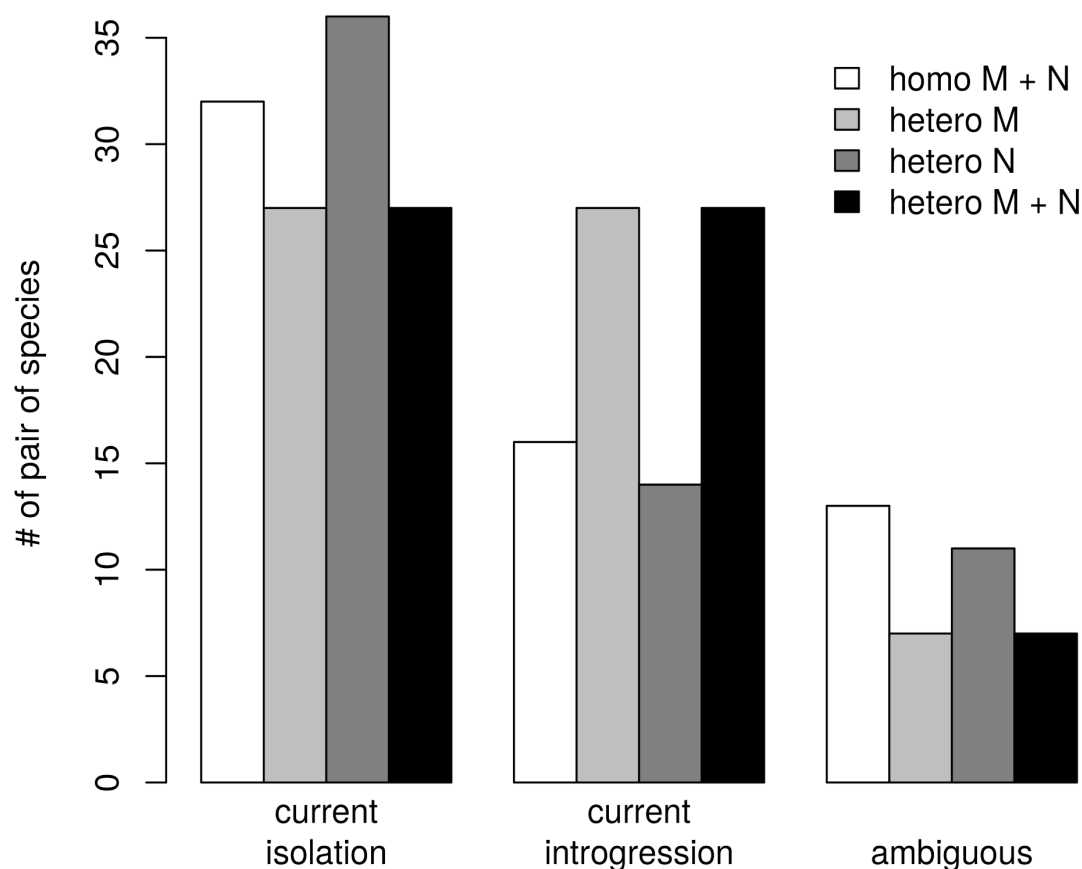 # of pair of species
35
30
25
20
15
10
5
0
homo M + N
hetero M
hetero N
hetero M + N
current
isolation
current
introgression
ambiguous